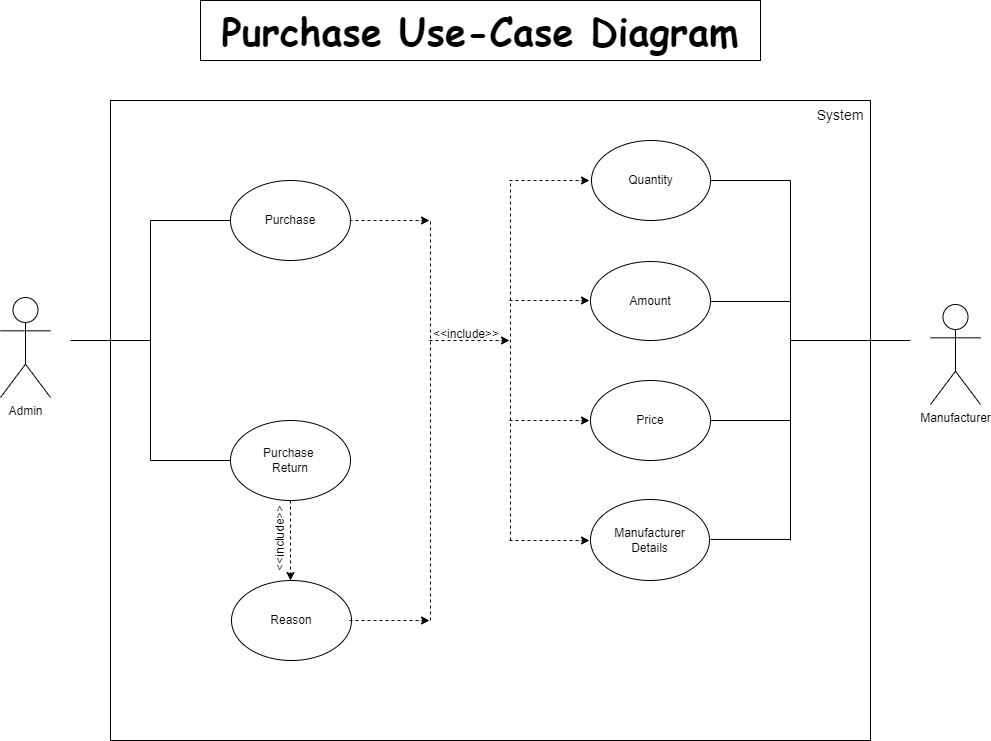 Purchase Use-Case Diagram
System
Quantity
Purchase
Amount
<<include>>
Admin
Manufacturer
Price
Purchase
Return
<<include>>
Manufacturer
Details
Reason